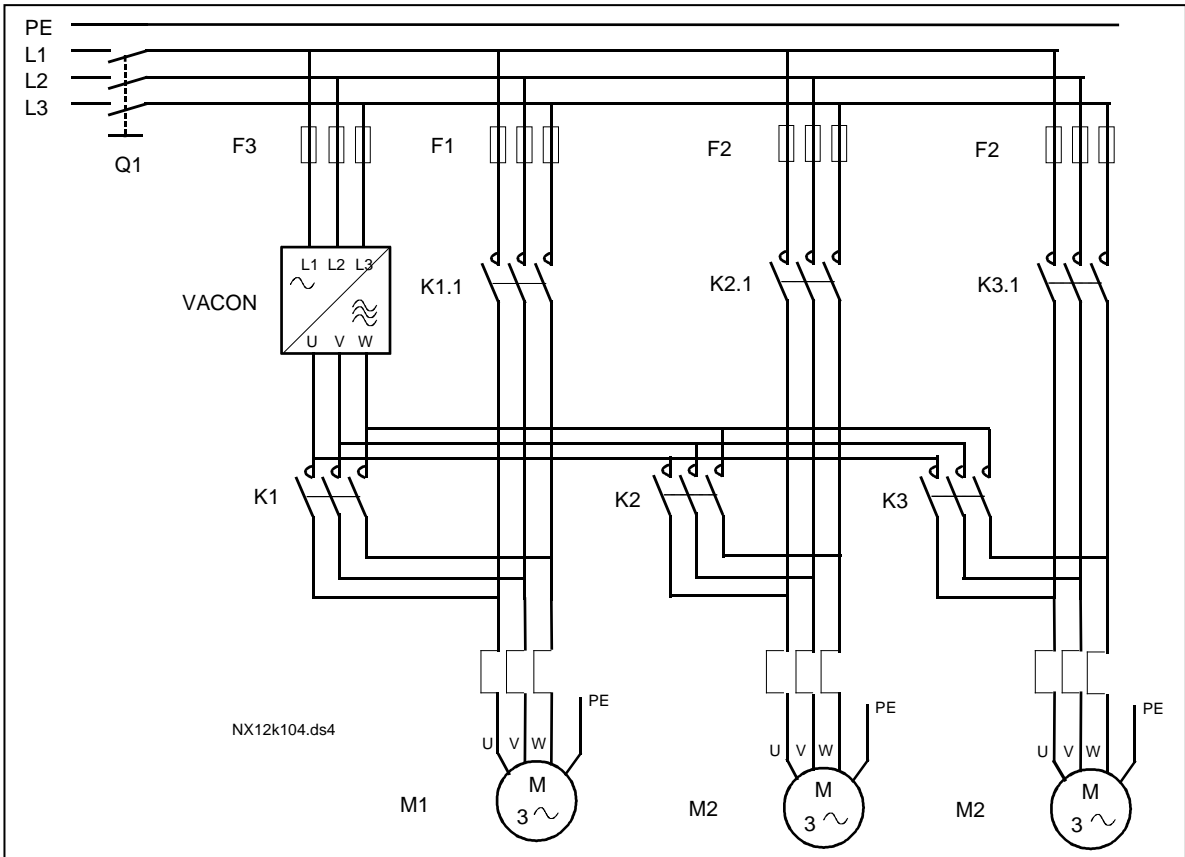 PE
L1
L2
L3
Q1
F3
F1
F2
F2
L1 L2 L3
VACON
U V W
K1.1
K2.1
K3.1
K1
K2
K3
NX12k104.ds4
PE
PE
PE
U V W
U V W
U V W
M
3
M
3
M
3
M1
M2
M2